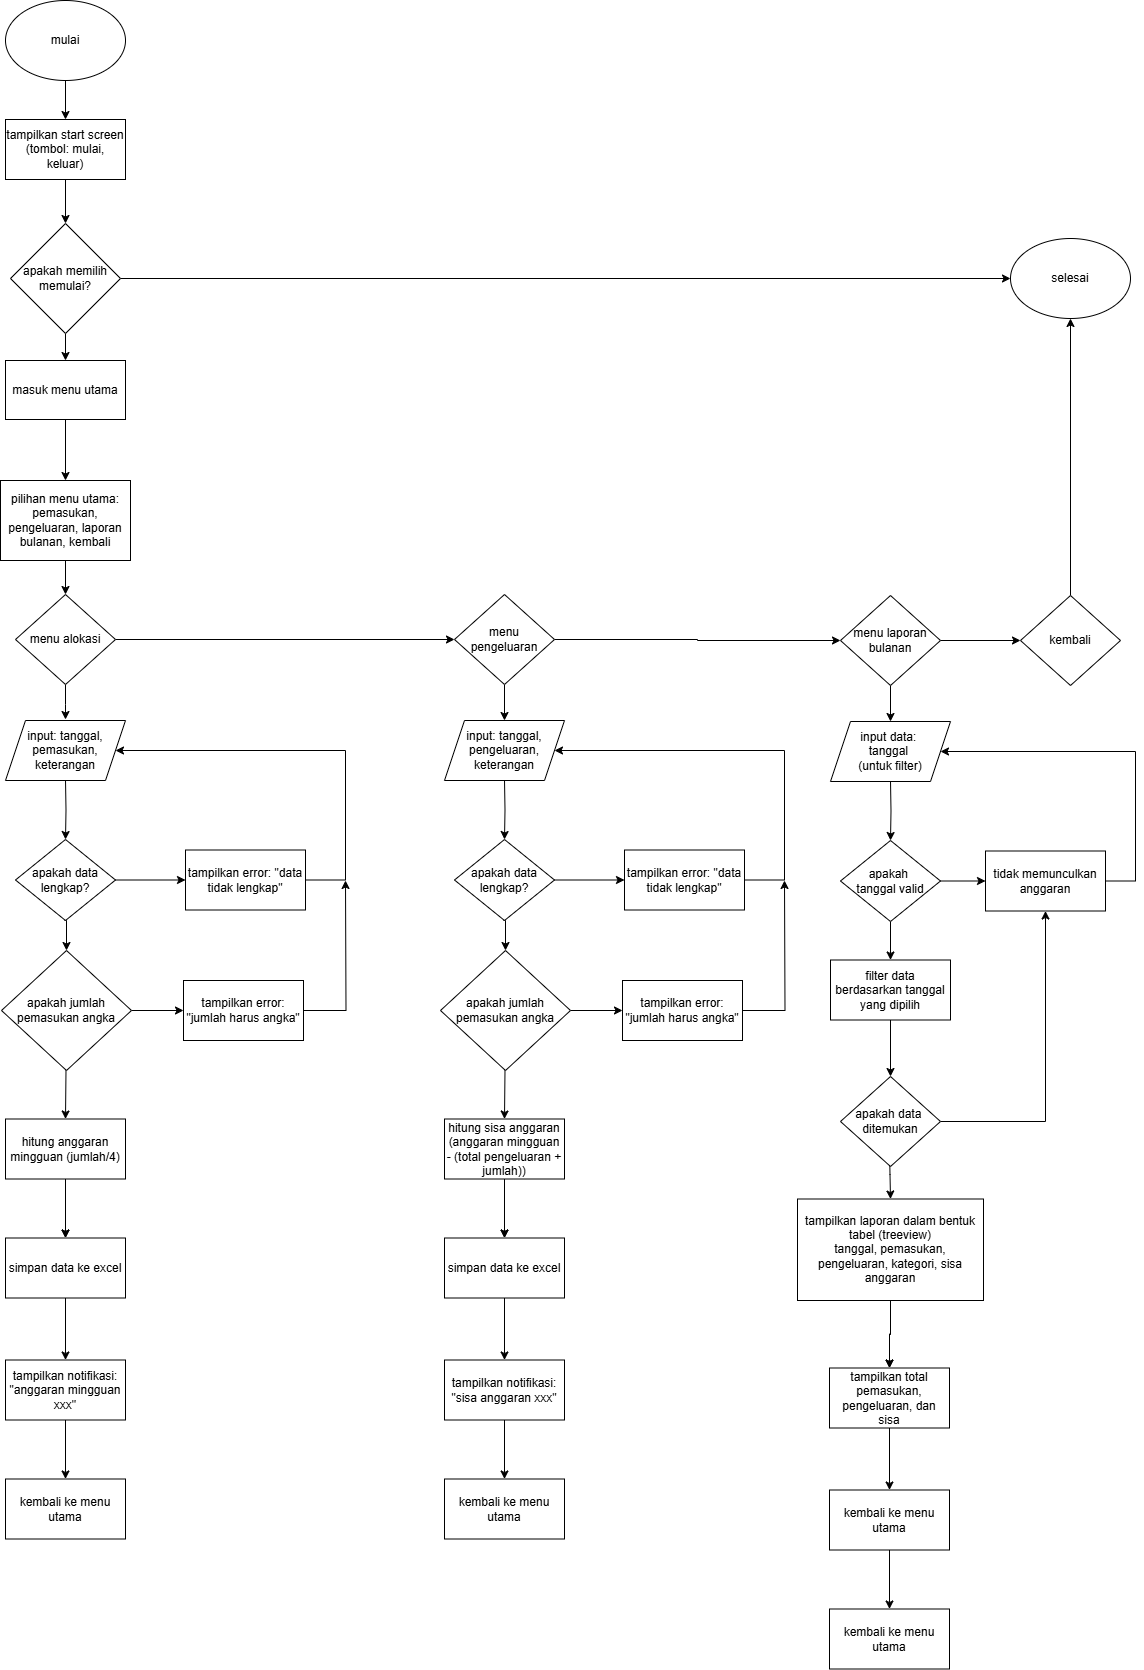 mulai
tampilkan start screen
(tombol: mulai,
keluar)
apakah memilih
memulai?
selesai
masuk menu utama
pilihan menu utama:
pemasukan,
pengeluaran, laporan
bulanan, kembali
menu alokasi
menu
pengeluaran
menu laporan
bulanan
kembali
input: tanggal,
pemasukan,
keterangan
input: tanggal,
pengeluaran,
keterangan
input data:
tanggal
(untuk filter)
apakah data
lengkap?
tampilkan error: "data
tidak lengkap"
apakah data
lengkap?
tampilkan error: "data
tidak lengkap"
apakah
tanggal valid
tidak memunculkan
anggaran
apakah jumlah
pemasukan angka
tampilkan error:
"jumlah harus angka"
apakah jumlah
pemasukan angka
tampilkan error:
"jumlah harus angka"
filter data
berdasarkan tanggal
yang dipilih
hitung anggaran
mingguan (jumlah/4)
hitung sisa anggaran
(anggaran mingguan
- (total pengeluaran +
jumlah))
apakah data
ditemukan
simpan data ke excel
simpan data ke excel
tampilkan laporan dalam bentuk
tabel (treeview)
tanggal, pemasukan,
pengeluaran, kategori, sisa
anggaran
tampilkan notifikasi:
"anggaran mingguan
xxx"
tampilkan notifikasi:
"sisa anggaran xxx"
tampilkan total
pemasukan,
pengeluaran, dan
sisa
kembali ke menu
utama
kembali ke menu
utama
kembali ke menu
utama
kembali ke menu
utama